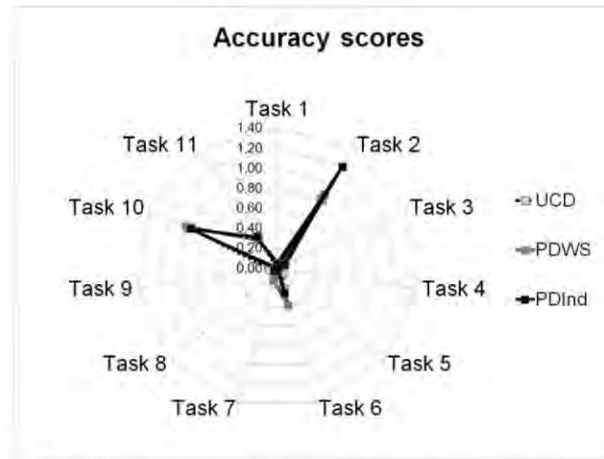 Accuracy scores
Task 1
1.40
1.20
1.00
0.80
0.60
0.40
0.20
0.00
Task 2
Task 3
Task 4
Task 5
Task 6
Task 7
Task 8
Task 9
Task 10
Task 11
UCD
PDWS
PDInd